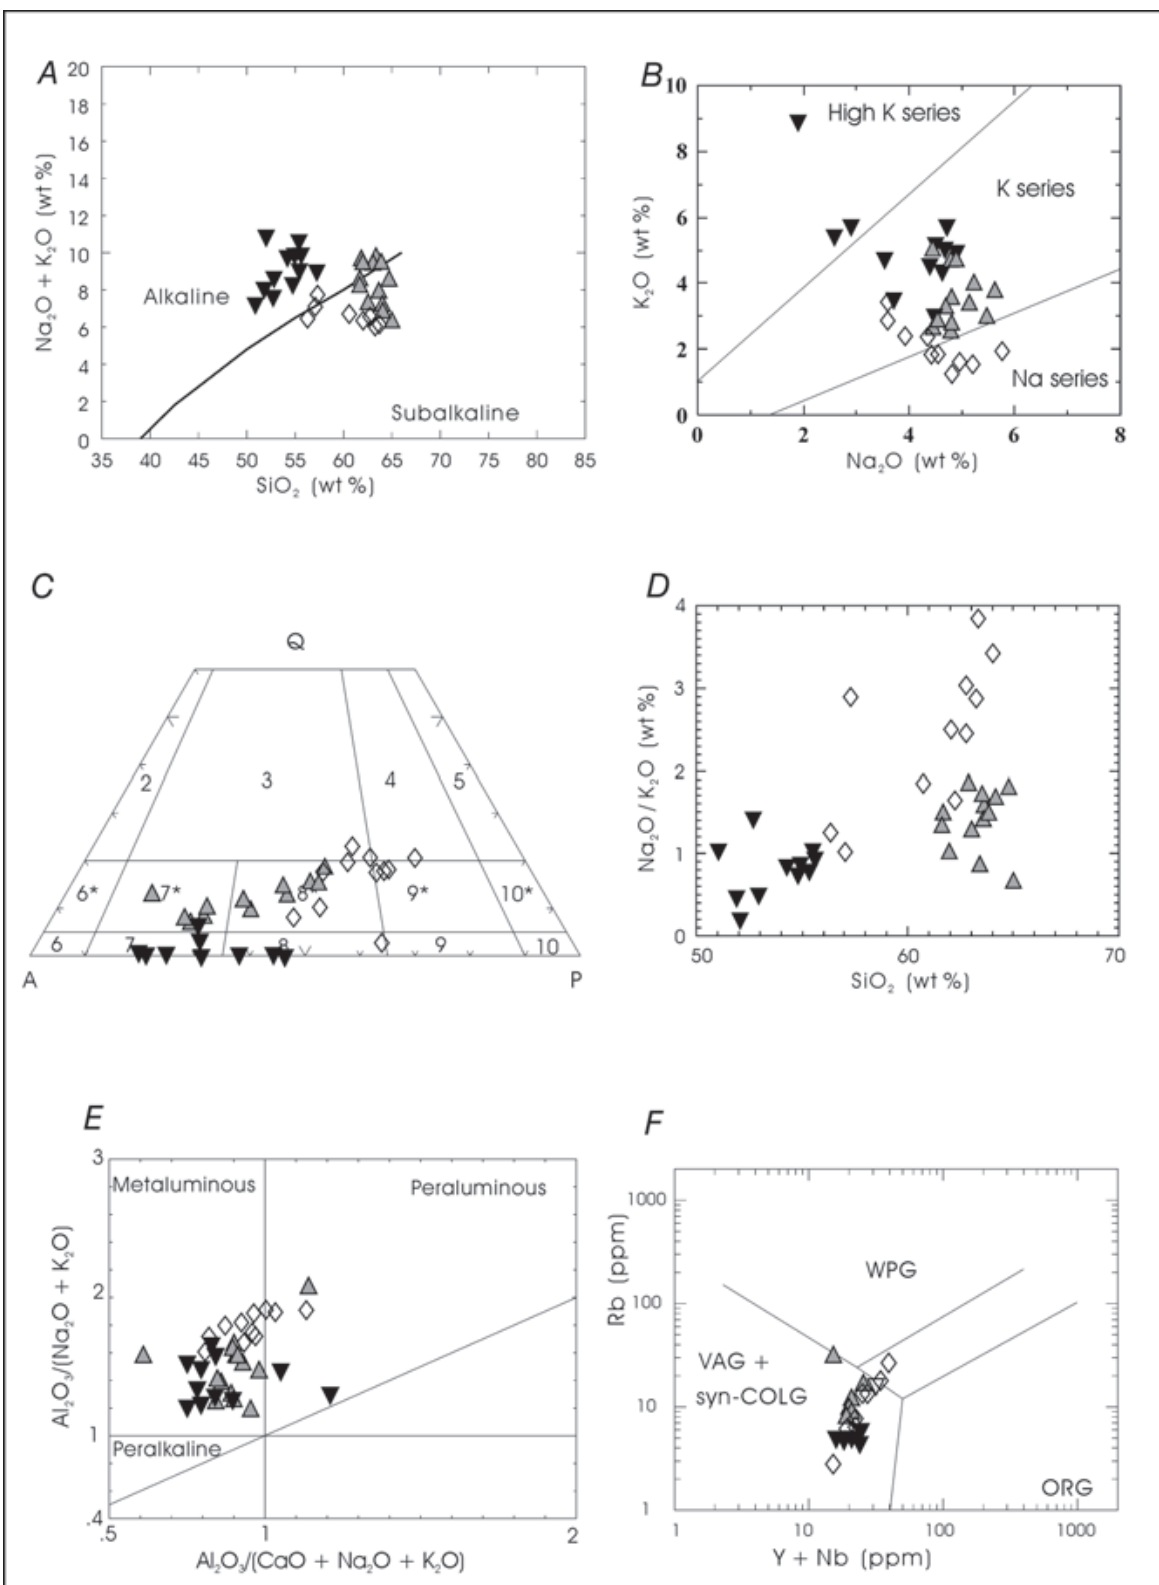 A
20
18
16
14
12
10
8
6
4
2
0
Na₂O + K₂O (wt %)
Alkaline
Subalkaline
35 40 45 50 55 60 65 70 75 80 85
SiO₂ (wt %)
B
10
8
6
4
2
0
K₂O (wt %)
High K series
K series
Na series
0 2 4 6 8
Na₂O (wt %)
C
Q
2 3 4 5
6* 7* 8 9* 10*
6 7 8 9 10
A P
D
4
3
2
1
0
Na₂O / K₂O (wt %)
50 60 70
SiO₂ (wt %)
E
3
2
1
.4
Al₂O₃/(Na₂O + K₂O)
Metaluminous Peraluminous
Peralkaline
.5 1 2
Al₂O₃/(CaO + Na₂O + K₂O)
F
1000
100
10
1
Rb (ppm)
WPG
VAG +
syn-COLG
ORG
1 10 100 1000
Y + Nb (ppm)